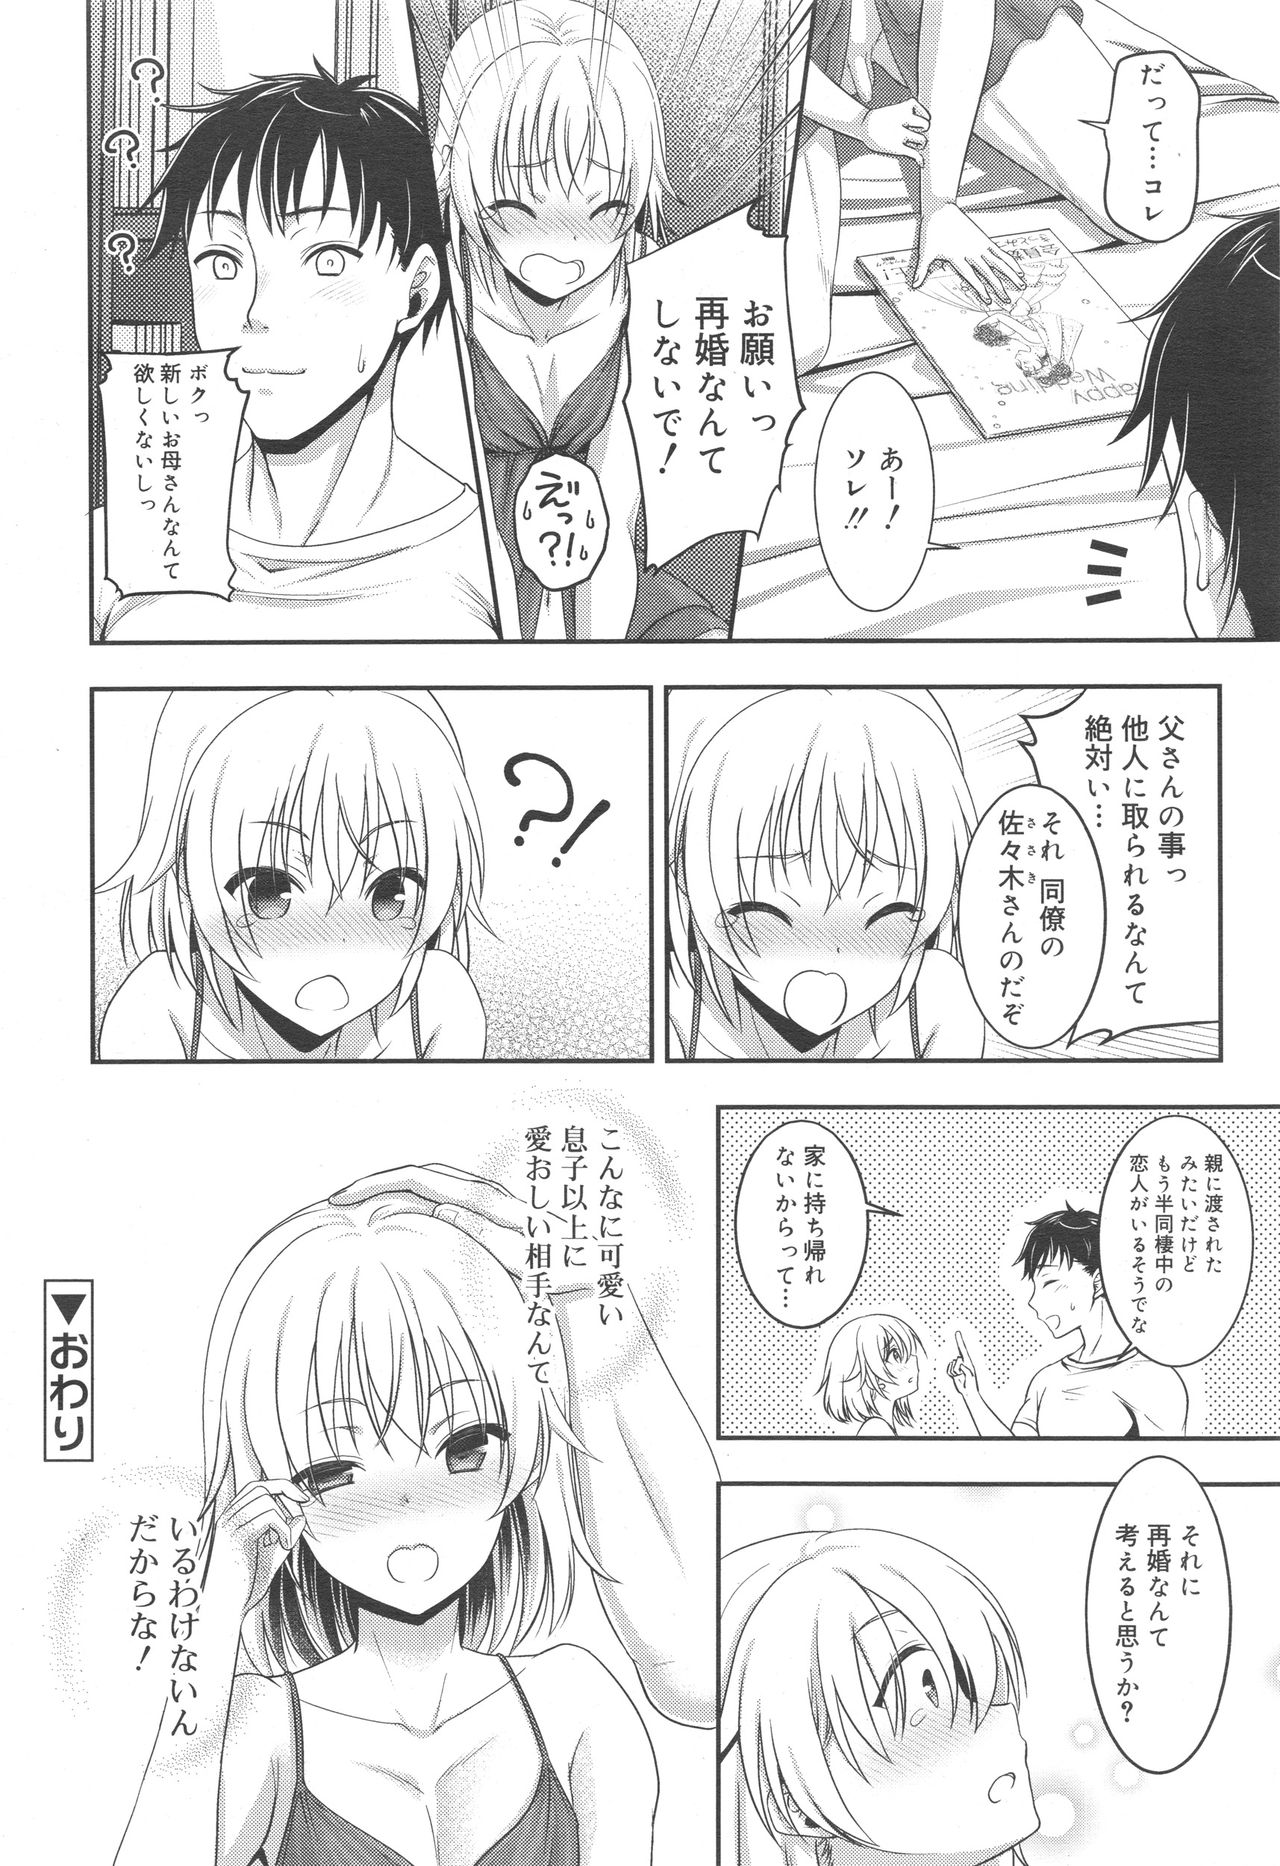 だって…コレ
あー！
ソレ!!
Happy
Wedding
お願いっ
再婚なんて
しないで！
えっ?!
ボクっ
新しいお母さんなんて
欲しくないしっ
?
?
?
父さんの事っ
他人に取られるなんて
絶対い…
それ 同僚の
佐々木さんのだぞ
ささき
?!
親に渡された
みたいだけど
もう半同棲中の
恋人がいるそうでな
家に持ち帰れ
ないからって…
それに
再婚なんて
考えると思うか?
こんなに可愛い
息子以上に
愛おしい相手なんて
いるわけないん
だからな！
▼おわり